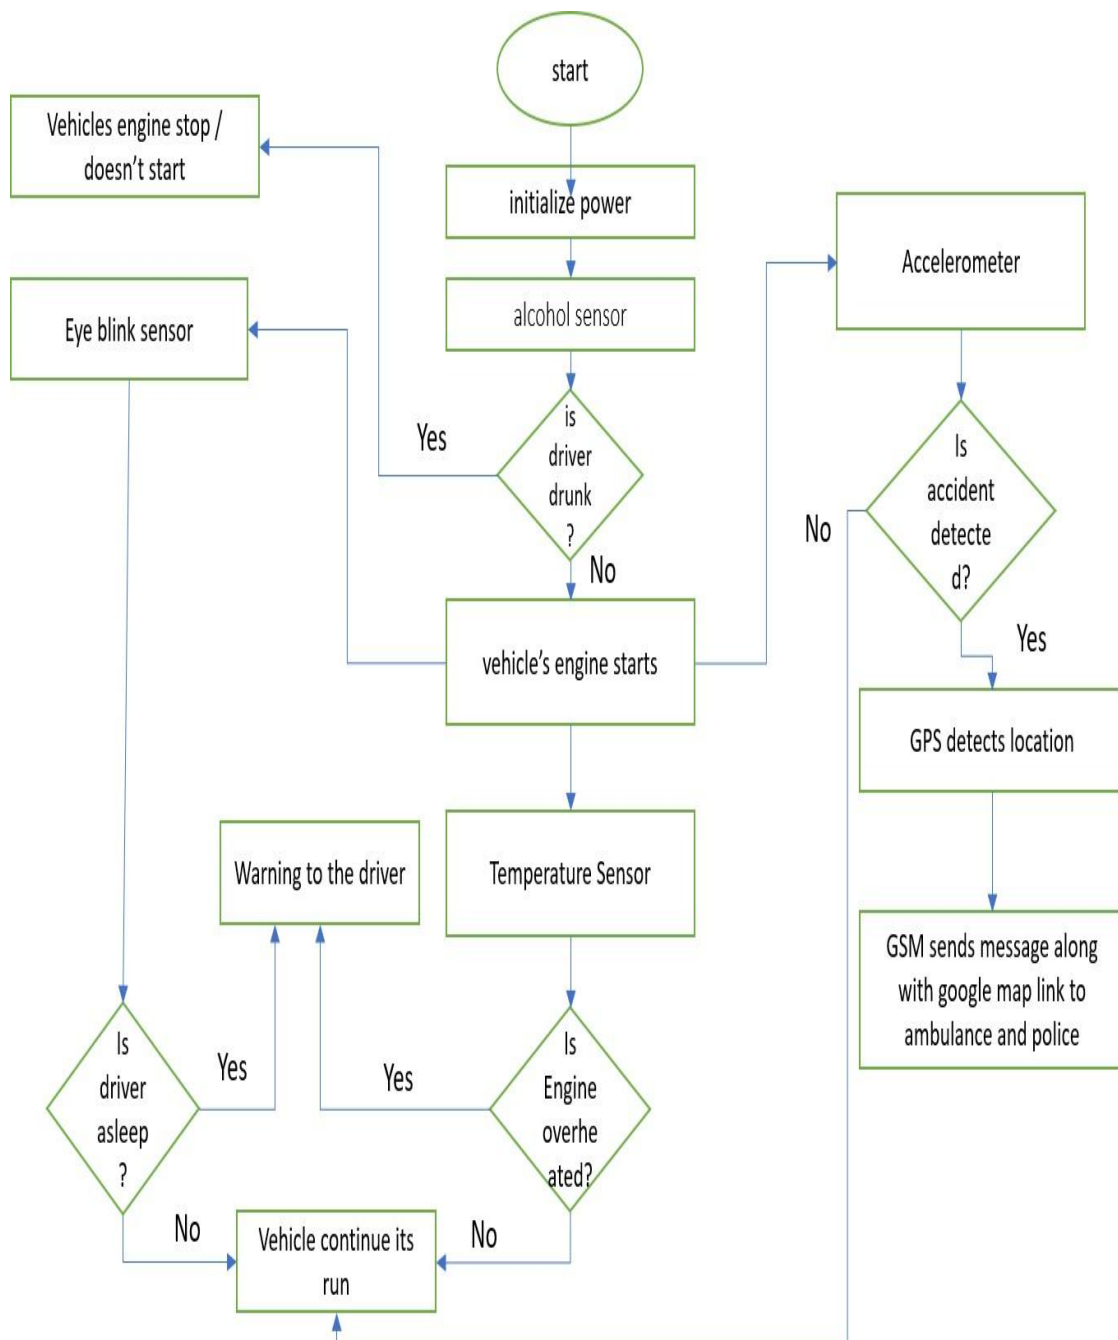 start
Vehicles engine stop /
doesn't start
initialize power
Accelerometer
alcohol sensor
Eye blink sensor
is
driver
drunk
?
Yes
Is
accident
detecte
d?
No
No
Yes
vehicle's engine starts
GPS detects location
Warning to the driver
Temperature Sensor
GSM sends message along
with google map link to
ambulance and police
Is
driver
asleep
?
Yes
Yes
Is
Engine
overhe
ated?
No
Vehicle continue its
run
No